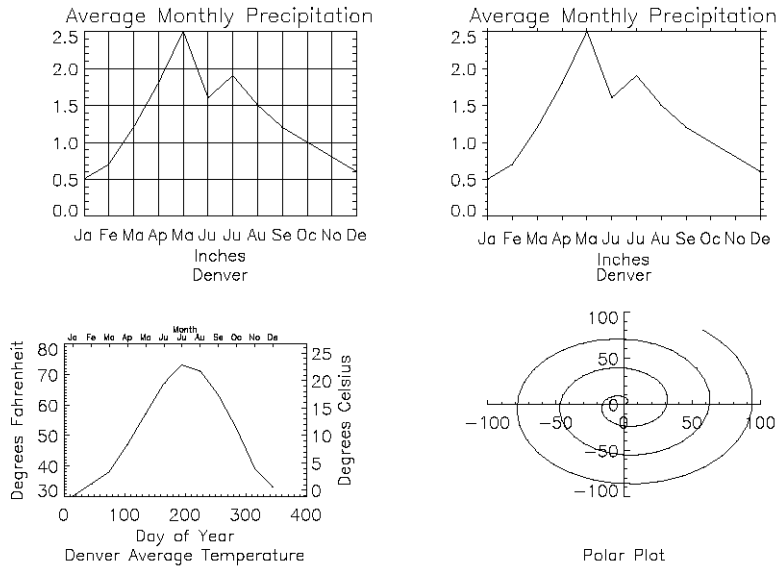 Average Monthly Precipitation
2.5
2.0
1.5
1.0
0.5
0.0
Ja Fe Ma Ap Ma Ju Ju Au Se Oc No De
Inches
Denver
Average Monthly Precipitation
2.5
2.0
1.5
1.0
0.5
0.0
Ja Fe Ma Ap Ma Ju Ju Au Se Oc No De
Inches
Denver
Month
Ja Fe Ma Ap Ma Ju Ju Au Se Oc No De
Degrees Fahrenheit
80
70
60
50
40
30
25
20
15
10
5
0
Degrees Celsius
0 100 200 300 400
Day of Year
Denver Average Temperature
100
50
0
-50
-100
-100 -50 0 50 100
Polar Plot